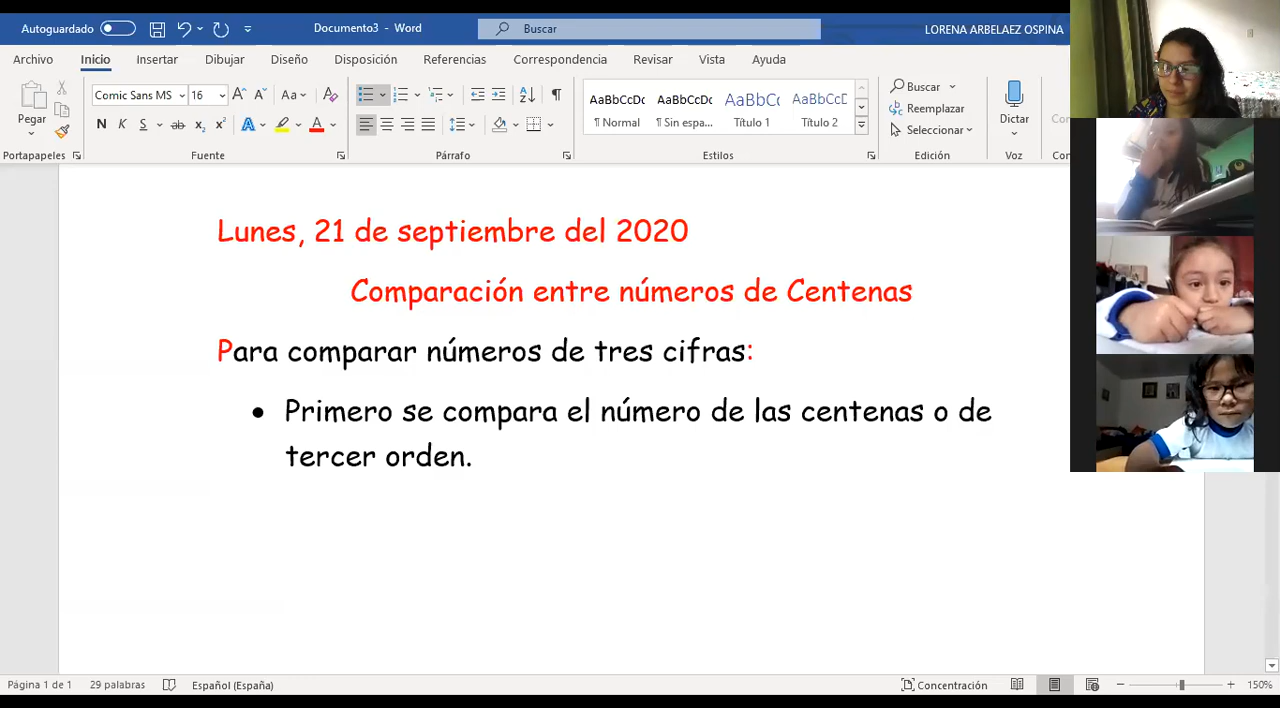 Autoguardado
Documento3 - Word
Buscar
LORENA ARBELAEZ OSPINA
Archivo Inicio Insertar Dibujar Diseño Disposición Referencias Correspondencia Revisar Vista Ayuda
Pegar
Comic Sans MS 16
N K S ab x₂ x² A A
AaBbCcDc AaBbCcDc AaBbCc AaBbCcD
¶ Normal ¶ Sin espa... Título 1 Título 2
Buscar
Reemplazar
Seleccionar
Dictar
Portapapeles Fuente Párrafo Estilos Edición Voz
Lunes, 21 de septiembre del 2020
Comparación entre números de Centenas
Para comparar números de tres cifras:
• Primero se compara el número de las centenas o de
tercer orden.
Página 1 de 1 29 palabras Español (España) Concentración 150%